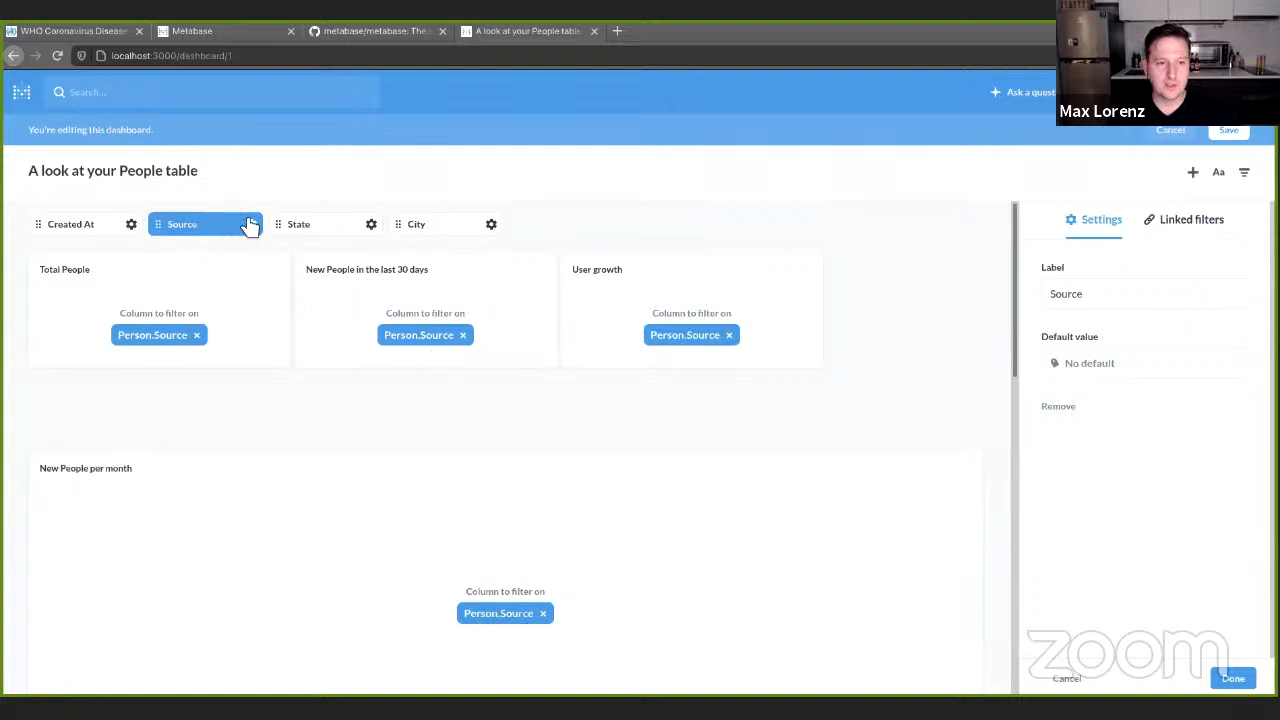 WHO Coronavirus Diseas
Metabase
metabase/metabase: The
A look at your People table
localhost:3000/dashboard/1
Search...
Ask a quest
Max Lorenz
You're editing this dashboard.
Cancel
Save
A look at your People table
Aa
Created At
Source
State
City
Settings
Linked filters
Total People
New People in the last 30 days
User growth
Label
Source
Column to filter on
Column to filter on
Column to filter on
Person.Source
Person.Source
Person.Source
Default value
No default
Remove
New People per month
Column to filter on
Person.Source
zoom
Cancel
Done